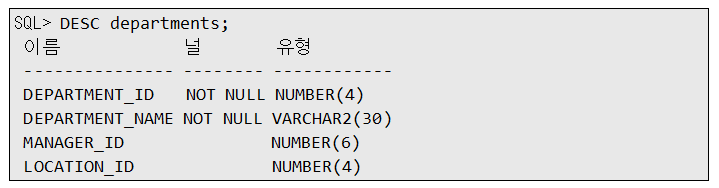 SQL> DESC departments;
이름 널 유형
--------------- -------- ------------
DEPARTMENT_ID NOT NULL NUMBER(4)
DEPARTMENT_NAME NOT NULL VARCHAR2(30)
MANAGER_ID NUMBER(6)
LOCATION_ID NUMBER(4)